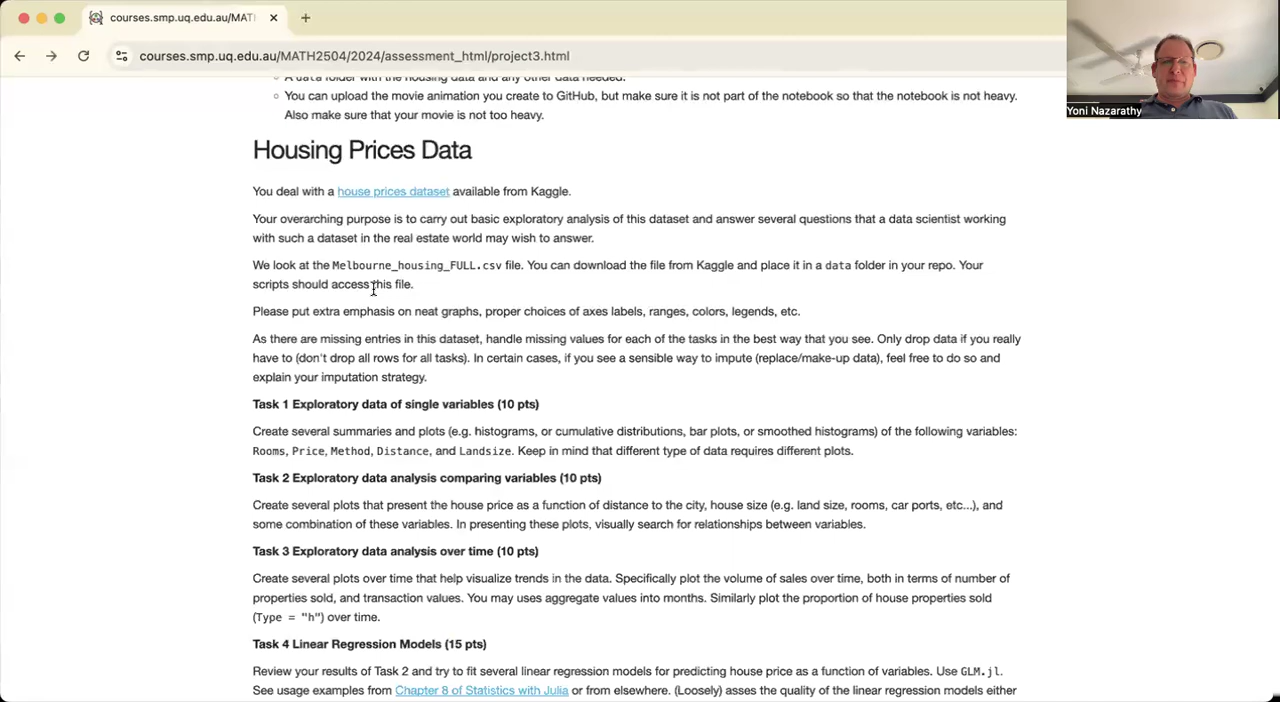 courses.smp.uq.edu.au/MAT
courses.smp.uq.edu.au/MATH2504/2024/assessment_html/project3.html
Yoni Nazarathy
A data folder with the housing data and any other data needed.
You can upload the movie animation you create to GitHub, but make sure it is not part of the notebook so that the notebook is not heavy.
Also make sure that your movie is not too heavy.
Housing Prices Data
You deal with a house prices dataset available from Kaggle.
Your overarching purpose is to carry out basic exploratory analysis of this dataset and answer several questions that a data scientist working
with such a dataset in the real estate world may wish to answer.
We look at the Melbourne_housing_FULL.csv file. You can download the file from Kaggle and place it in a data folder in your repo. Your
scripts should access this file.
Please put extra emphasis on neat graphs, proper choices of axes labels, ranges, colors, legends, etc.
As there are missing entries in this dataset, handle missing values for each of the tasks in the best way that you see. Only drop data if you really
have to (don't drop all rows for all tasks). In certain cases, if you see a sensible way to impute (replace/make-up data), feel free to do so and
explain your imputation strategy.
Task 1 Exploratory data of single variables (10 pts)
Create several summaries and plots (e.g. histograms, or cumulative distributions, bar plots, or smoothed histograms) of the following variables:
Rooms, Price, Method, Distance, and Landsize. Keep in mind that different type of data requires different plots.
Task 2 Exploratory data analysis comparing variables (10 pts)
Create several plots that present the house price as a function of distance to the city, house size (e.g. land size, rooms, car ports, etc...), and
some combination of these variables. In presenting these plots, visually search for relationships between variables.
Task 3 Exploratory data analysis over time (10 pts)
Create several plots over time that help visualize trends in the data. Specifically plot the volume of sales over time, both in terms of number of
properties sold, and transaction values. You may uses aggregate values into months. Similarly plot the proportion of house properties sold
(Type = "h") over time.
Task 4 Linear Regression Models (15 pts)
Review your results of Task 2 and try to fit several linear regression models for predicting house price as a function of variables. Use GLM.jl.
See usage examples from Chapter 8 of Statistics with Julia or from elsewhere. (Loosely) asses the quality of the linear regression models either